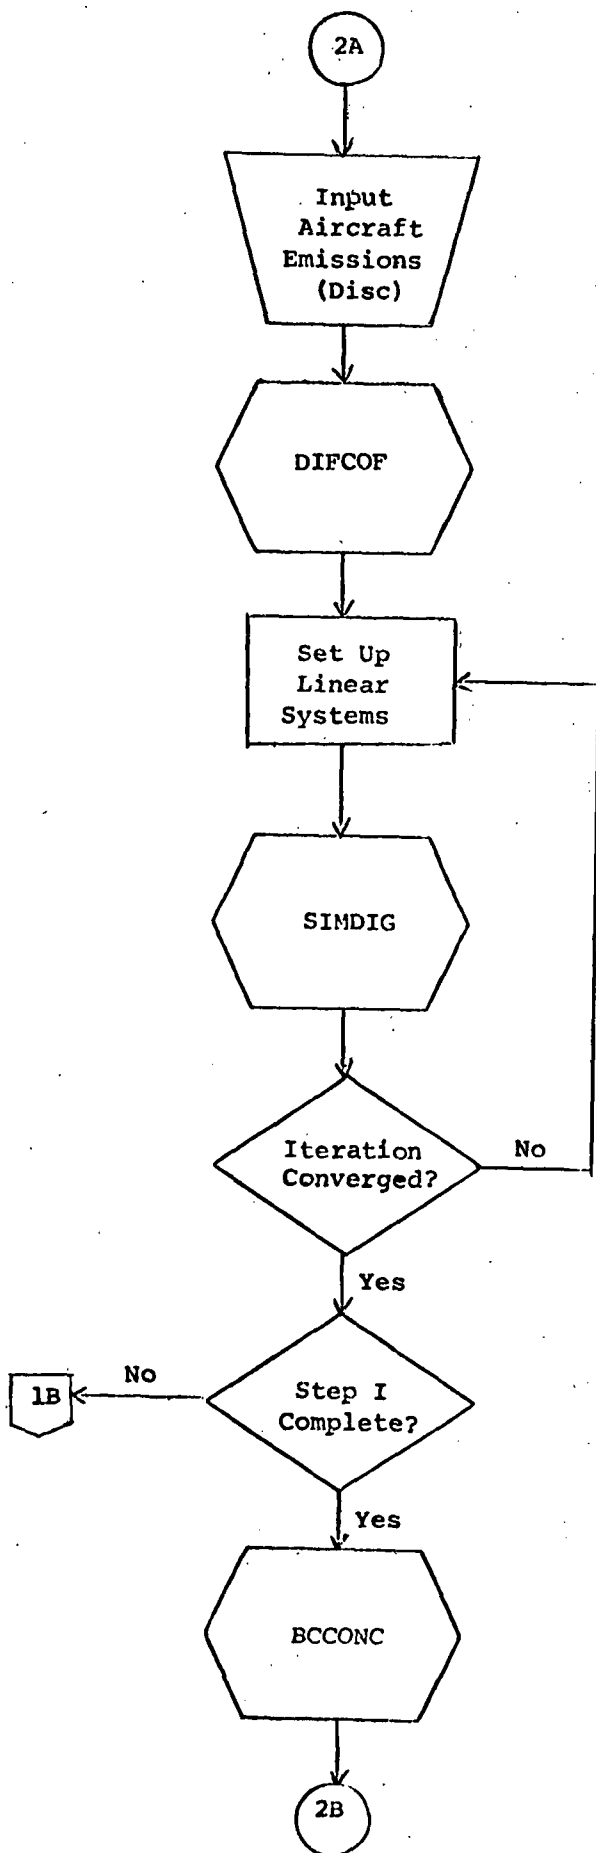 2A
Input
Aircraft
Emissions
(Disc)
DIFCOF
Set Up
Linear
Systems
SIMDIG
Iteration
Converged?
No
Yes
Step I
Complete?
No
1B
Yes
BCCONC
2B